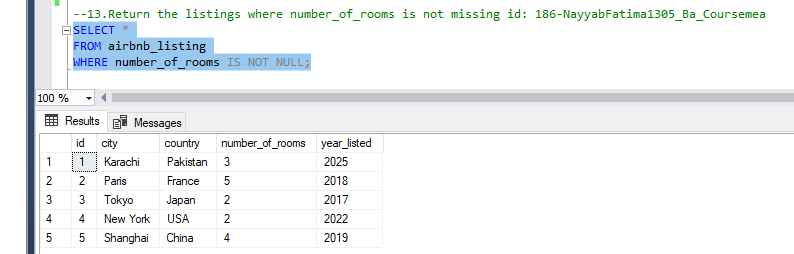 --13.Return the listings where number_of_rooms is not missing id: 186-NayyabFatima1305_Ba_Coursemea
SELECT *
FROM airbnb_listing
WHERE number_of_rooms IS NOT NULL;
100 %
Results Messages
id city country number_of_rooms year_listed
1 1 Karachi Pakistan 3 2025
2 2 Paris France 5 2018
3 3 Tokyo Japan 2 2017
4 4 New York USA 2 2022
5 5 Shanghai China 4 2019